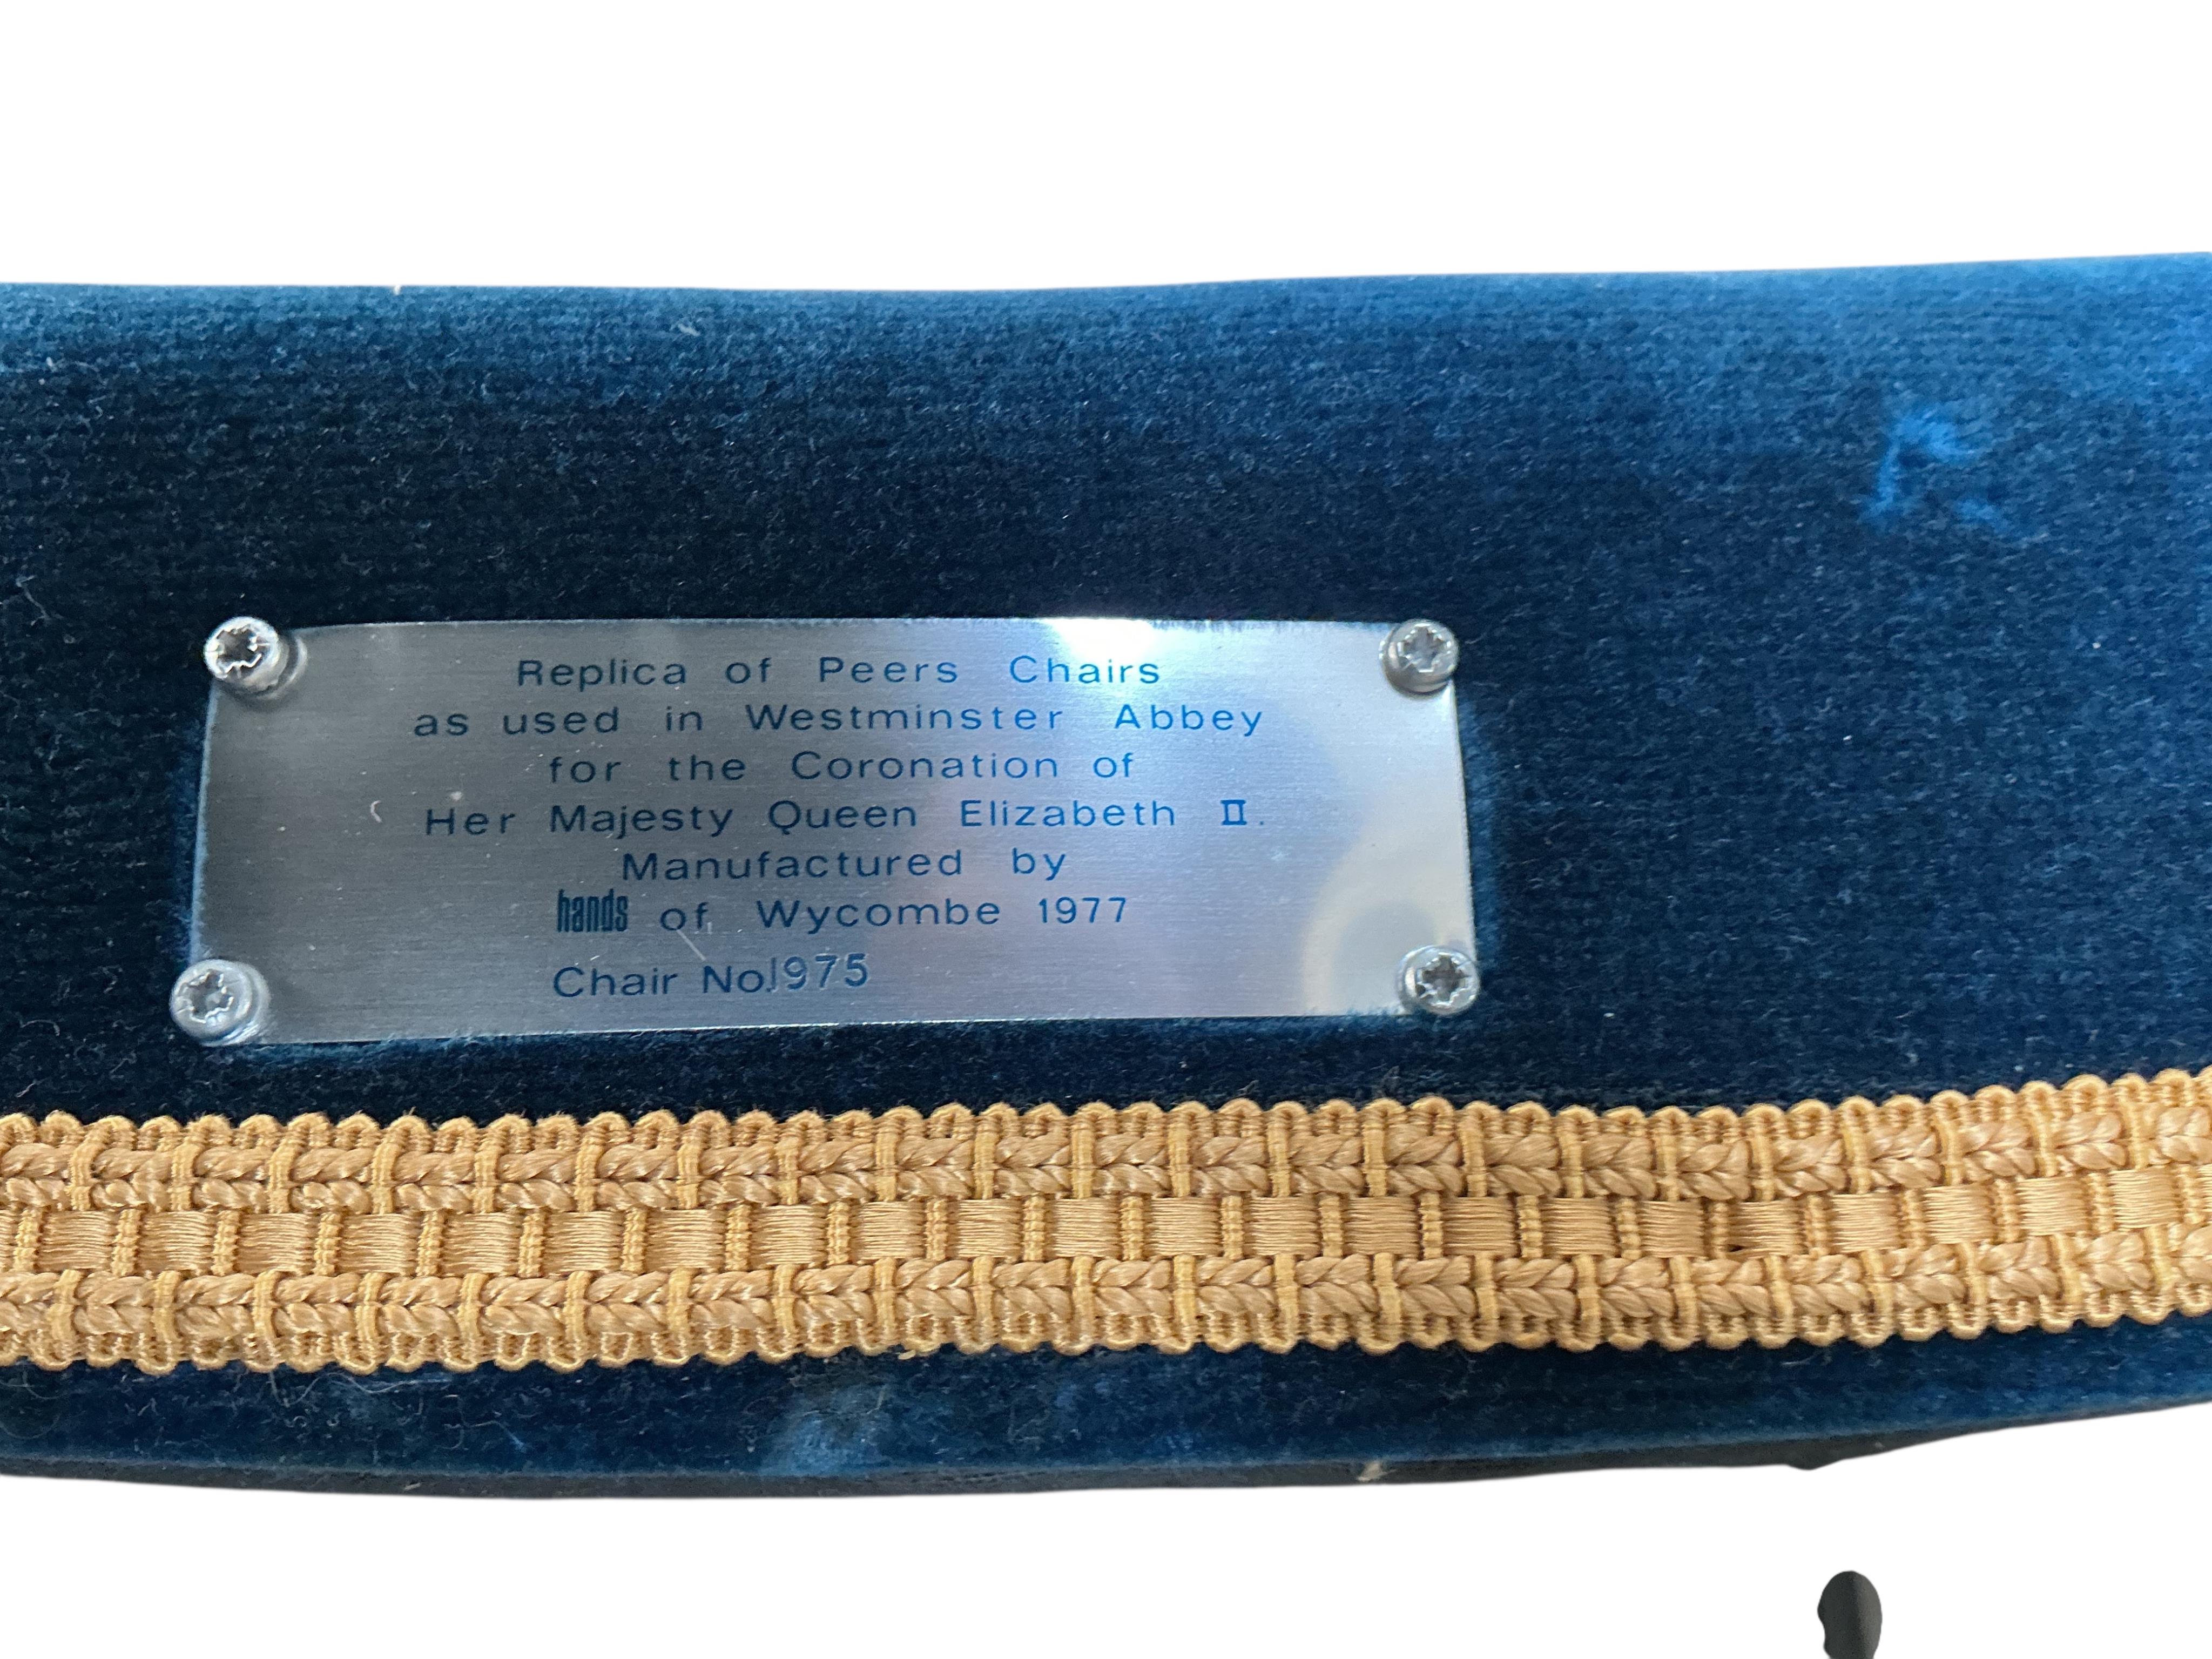 Replica of Peers Chairs
as used in Westminster Abbey
for the Coronation of
Her Majesty Queen Elizabeth II.
Manufactured by
hands of Wycombe 1977
Chair No.1975